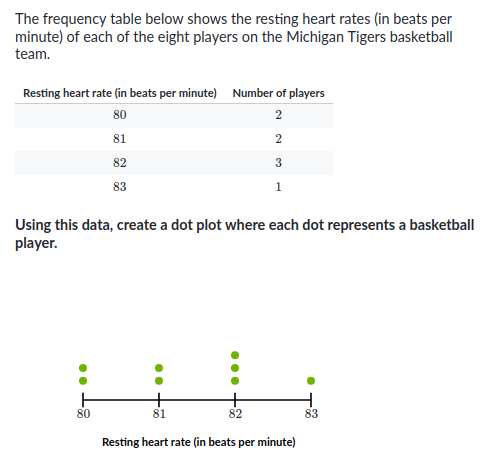 The frequency table below shows the resting heart rates (in beats per
minute) of each of the eight players on the Michigan Tigers basketball
team.
Resting heart rate (in beats per minute) Number of players
80 2
81 2
82 3
83 1
Using this data, create a dot plot where each dot represents a basketball
player.
80 81 82 83
Resting heart rate (in beats per minute)